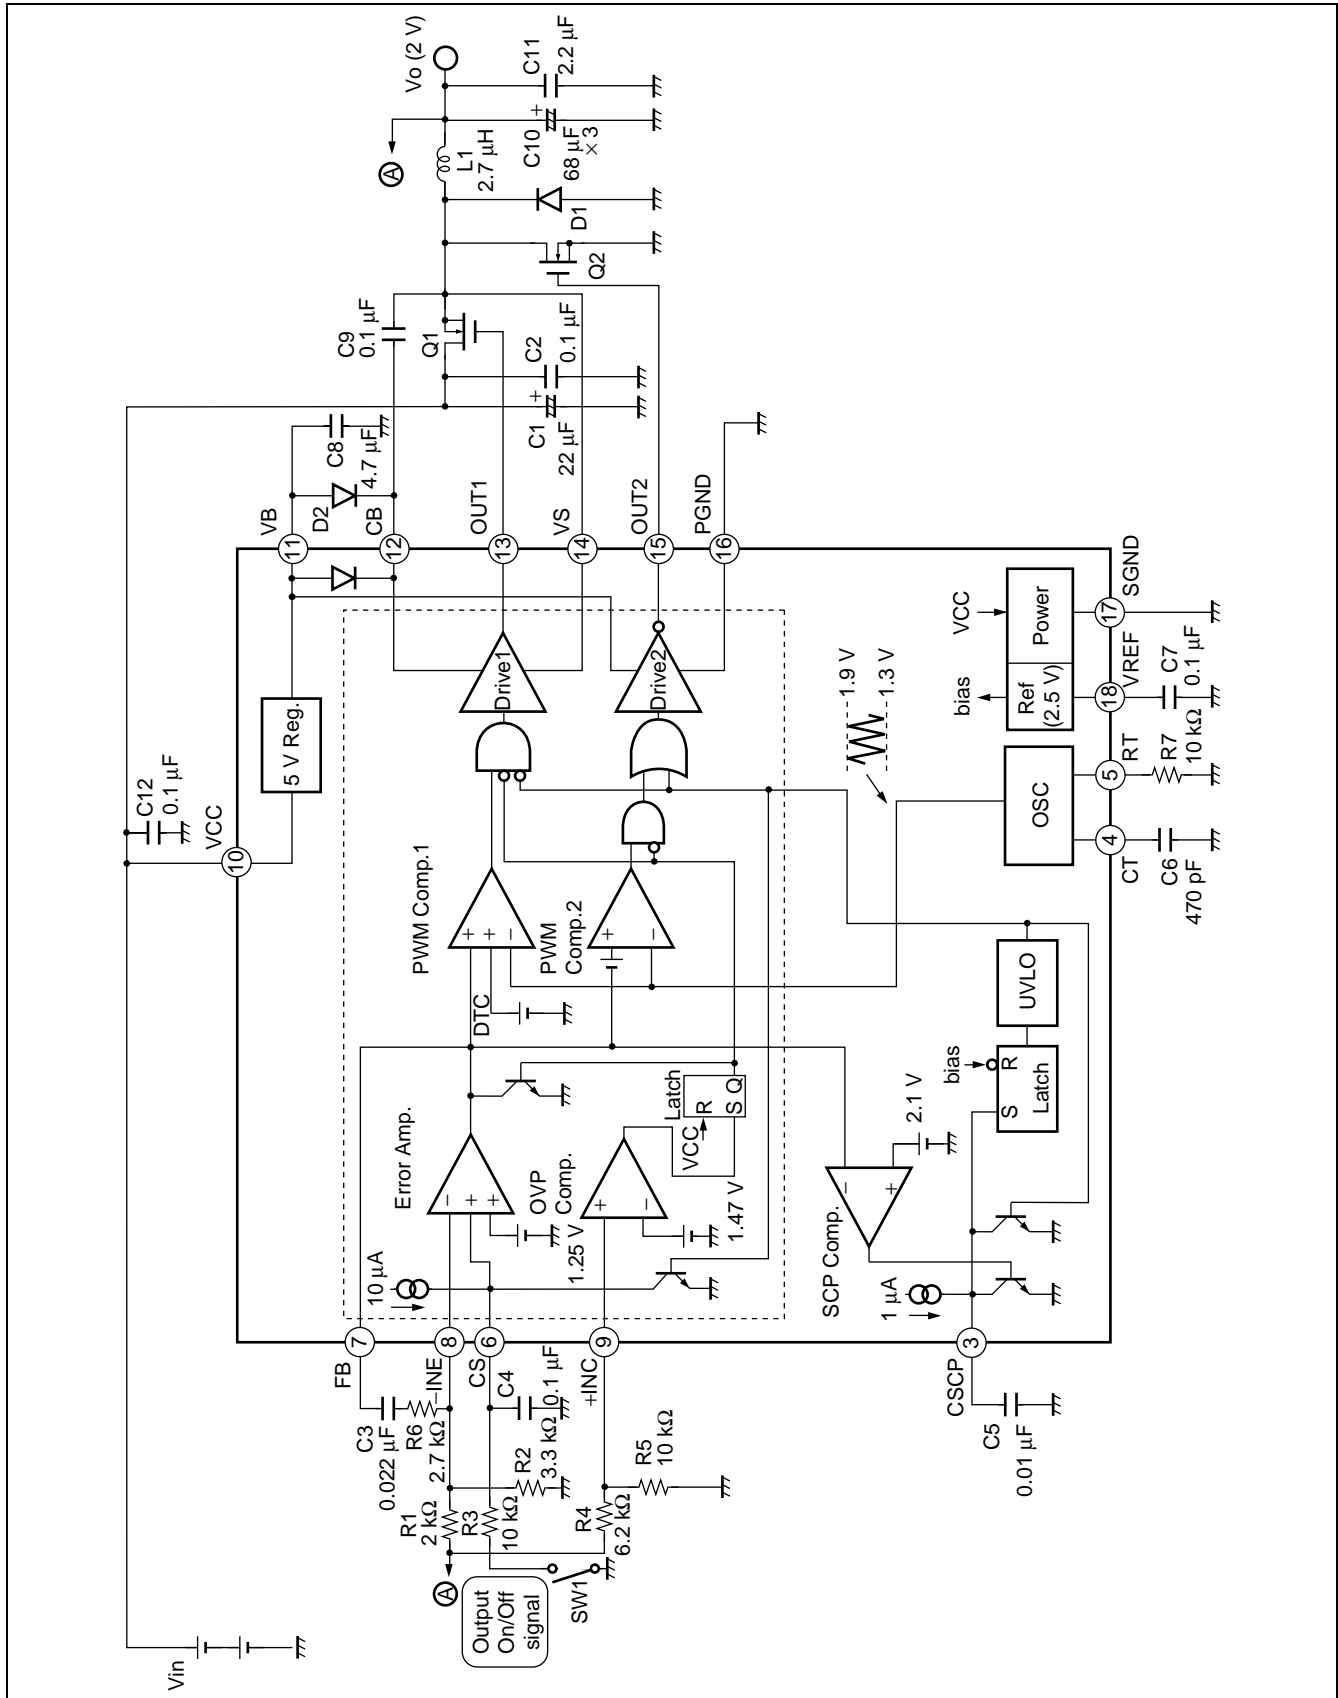 Vin
C12
0.1 µF
VCC
10
5 V Reg.
VB
11
D2
C8
4.7 µF
CB
12
C9
0.1 µF
A
Vo (2 V)
L1
2.7 µH
C11
2.2 µF
C10
+
68 µF
× 3
D1
Q2
Q1
C2
0.1 µF
C1
+
22 µF
OUT1
13
VS
14
OUT2
15
PGND
16
A
R1
2 kΩ
C3
0.022 µF
R6
2.7 kΩ
FB
7
–INE
8
CS
6
C4
0.1 µF
R2
3.3 kΩ
R3
10 kΩ
Output
On/Off
signal
SW1
R4
6.2 kΩ
R5
10 kΩ
+INC
9
10 µA
Error Amp.
–
+
+
1.25 V
OVP
Comp.
+
–
1.47 V
Latch
R
S Q
VCC
DTC
PWM Comp.1
+
+
–
PWM
Comp.2
+
–
Drive1
Drive2
1.9 V
1.3 V
SCP Comp.
–
+
2.1 V
1 µA
CSCP
3
C5
0.01 µF
bias
S
R
Latch
UVLO
OSC
CT
4
C6
470 pF
RT
5
R7
10 kΩ
bias
VCC
Ref
(2.5 V)
Power
18
VREF
C7
0.1 µF
17
SGND